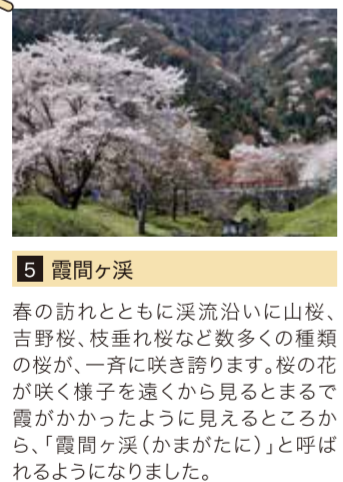 5 霞間ヶ渓
春の訪れとともに渓流沿いに山桜、
吉野桜、枝垂れ桜など数多くの種類
の桜が、一斉に咲き誇ります。桜の花
が咲く様子を遠くから見るとまるで
霞がかかったように見えるところか
ら、「霞間ヶ渓(かまがたに)」と呼ば
れるようになりました。